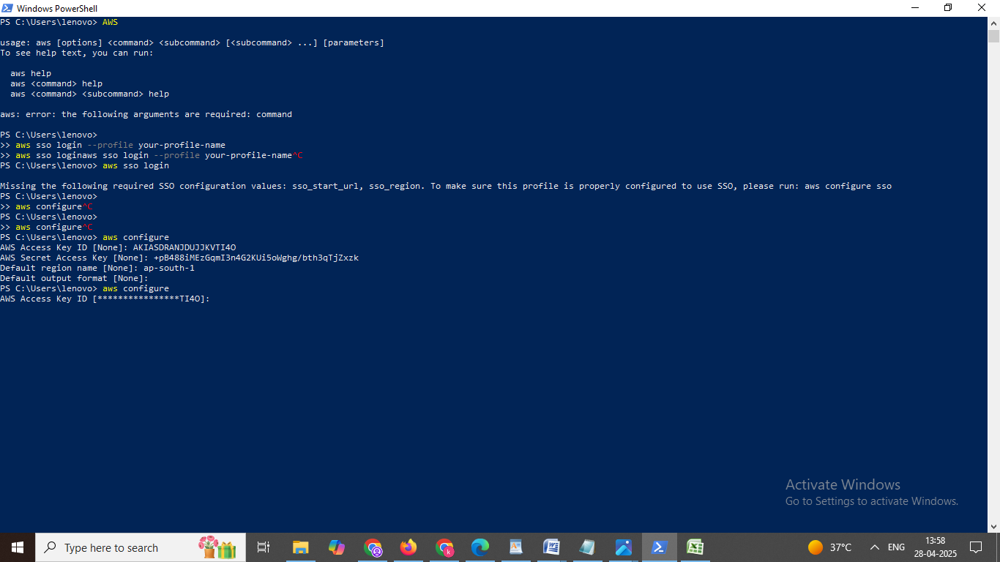 Windows PowerShell
PS C:\Users\lenovo> AWS
usage: aws [options] <command> <subcommand> [<subcommand> ...] [parameters]
To see help text, you can run:
aws help
aws <command> help
aws <command> <subcommand> help
aws: error: the following arguments are required: command
PS C:\Users\lenovo>
>> aws sso login --profile your-profile-name
>> aws sso loginaws sso login --profile your-profile-name^C
PS C:\Users\lenovo> aws sso login
Missing the following required SSO configuration values: sso_start_url, sso_region. To make sure this profile is properly configured to use SSO, please run: aws configure sso
PS C:\Users\lenovo>
>> aws configure^C
PS C:\Users\lenovo>
>> aws configure^C
PS C:\Users\lenovo> aws configure
AWS Access Key ID [None]: AKIASDRANJDUJJKVTI4O
AWS Secret Access Key [None]: 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
Default region name [None]: ap-south-1
Default output format [None]:
PS C:\Users\lenovo> aws configure
AWS Access Key ID [****************TI4O]:
Activate Windows
Go to Settings to activate Windows.
Type here to search
37°C
ENG
13:58
28-04-2025